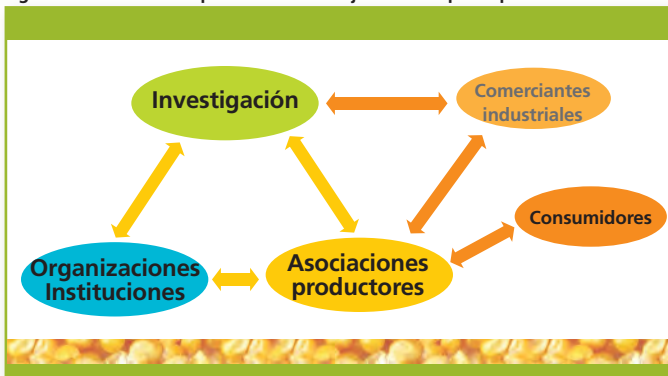 Investigación
Comerciantes
industriales
Consumidores
Organizaciones
Instituciones
Asociaciones
productores